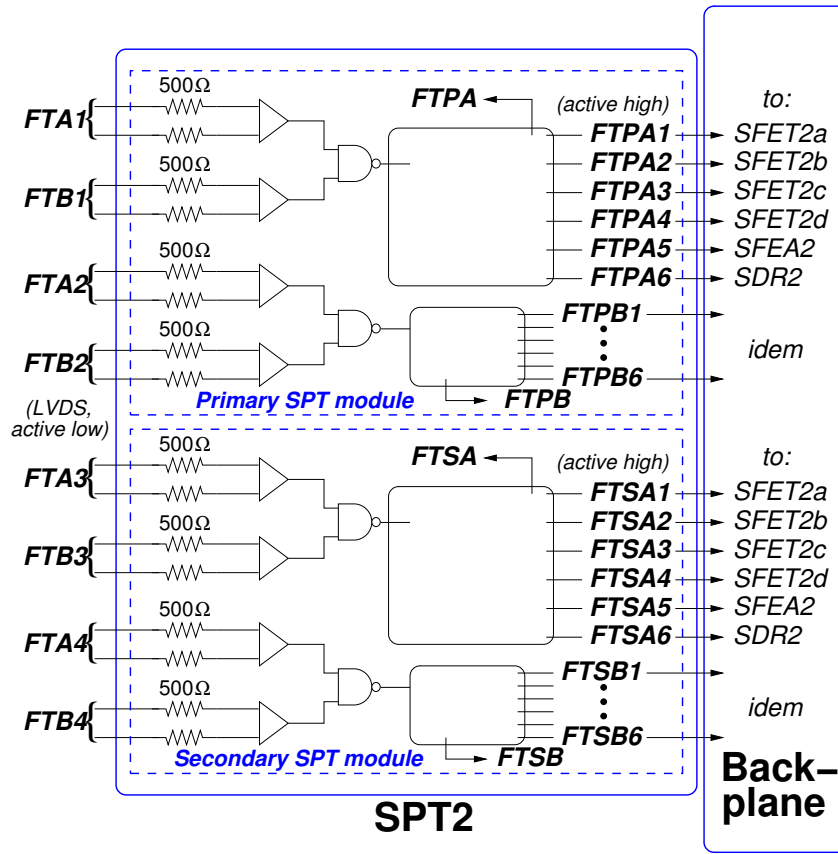 500Ω
FTA1
FTB1
500Ω
FTA2
500Ω
FTB2
500Ω
(LVDS,
active low)
FTPA
(active high)
FTPA1
FTPA2
FTPA3
FTPA4
FTPA5
FTPA6
FTPB1
FTPB6
FTPB
Primary SPT module
to:
SFET2a
SFET2b
SFET2c
SFET2d
SFEA2
SDR2
idem
500Ω
FTA3
500Ω
FTB3
500Ω
FTA4
500Ω
FTB4
FTSA
(active high)
FTSA1
FTSA2
FTSA3
FTSA4
FTSA5
FTSA6
FTSB1
FTSB6
FTSB
Secondary SPT module
to:
SFET2a
SFET2b
SFET2c
SFET2d
SFEA2
SDR2
idem
SPT2
Back–
plane